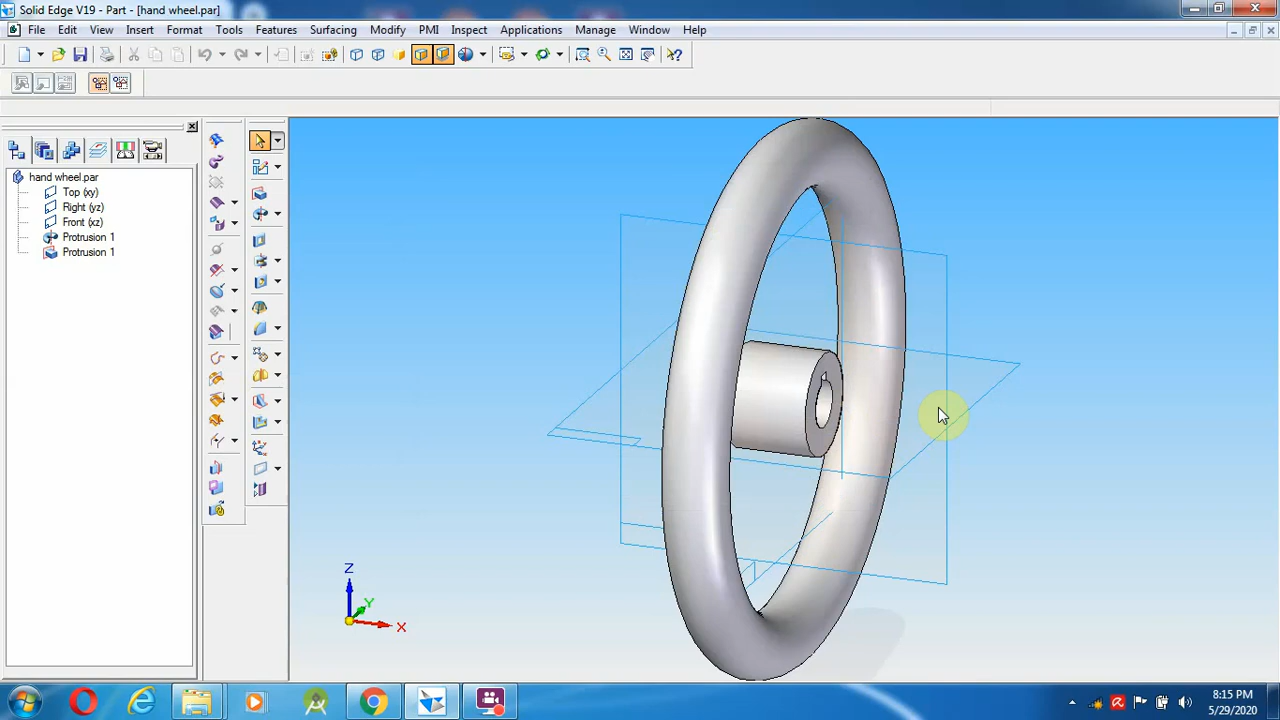 Solid Edge V19 - Part - [hand wheel.par]
File Edit View Insert Format Tools Features Surfacing Modify PMI Inspect Applications Manage Window Help
hand wheel.par
Top (xy)
Right (yz)
Front (xz)
Protrusion 1
Protrusion 1
Z
Y
X
8:15 PM
5/29/2020